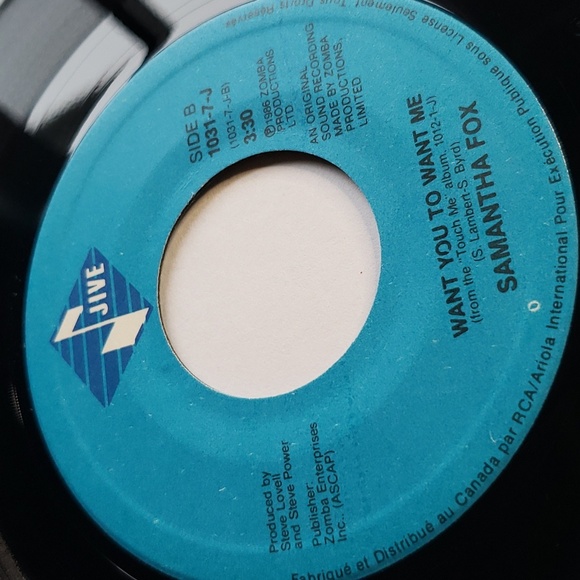 JIVE
SIDE B
1031-7-J
(1031-7-J-B)
3:30
℗1986 ZOMBA
PRODUCTIONS
LTD.
AN ORIGINAL
SOUND RECORDING
MADE BY ZOMBA
PRODUCTIONS,
LIMITED
WANT YOU TO WANT ME
(from the "Touch Me" album, 1012-1-J)
(S. Lambert-S. Byrd)
SAMANTHA FOX
Produced by
Steve Lovell
and Steve Power
Publisher:
Zomba Enterprises
Inc., (ASCAP)
Fabriqué et Distribué au Canada par RCA/Ariola International Pour Exécution Publique sous License Seulement Tous Droits Réservés